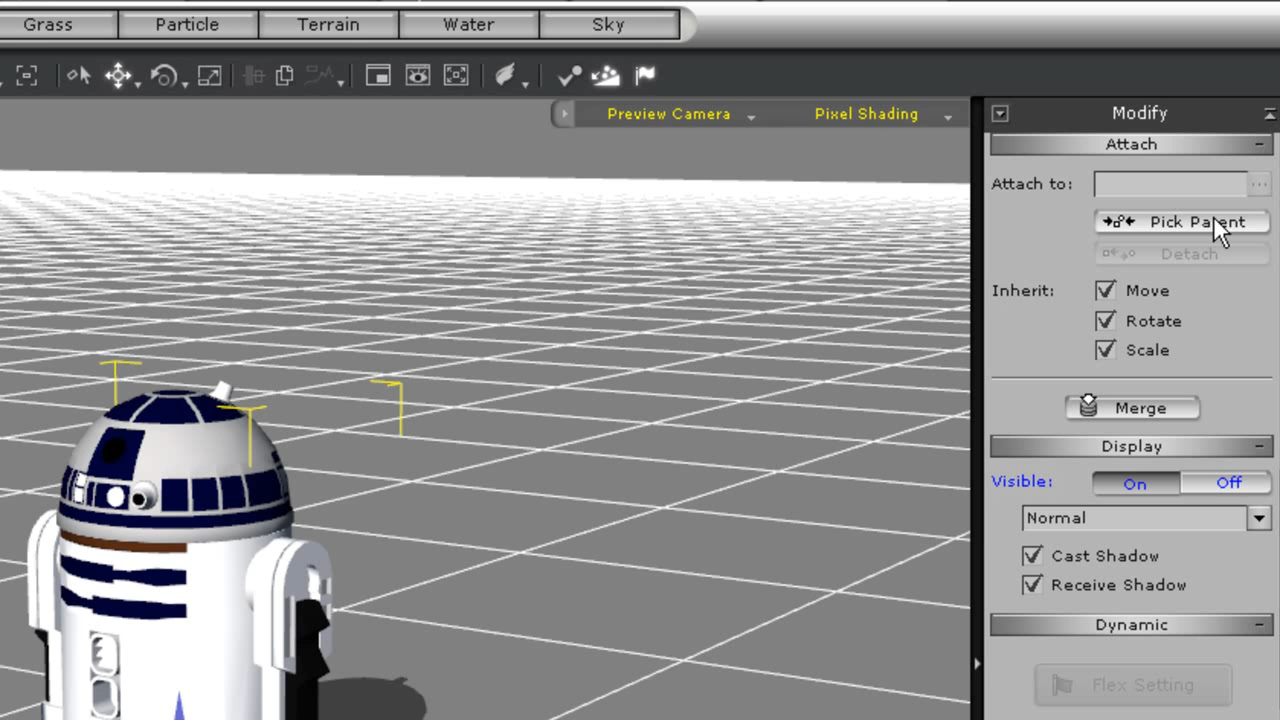 Grass Particle Terrain Water Sky
Preview Camera Pixel Shading
Modify
Attach
Attach to:
Pick Parent
Detach
Inherit: Move
Rotate
Scale
Merge
Display
Visible: On Off
Normal
Cast Shadow
Receive Shadow
Dynamic
Flex Setting